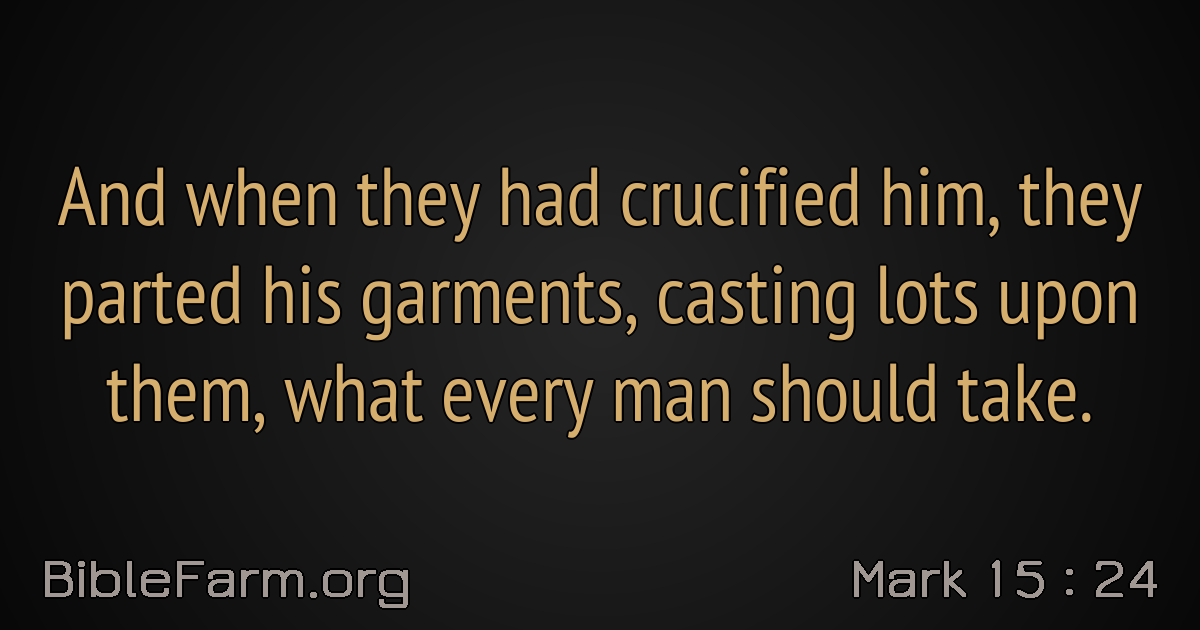 And when they had crucified him, they
parted his garments, casting lots upon
them, what every man should take.
BibleFarm.org
Mark 15 : 24